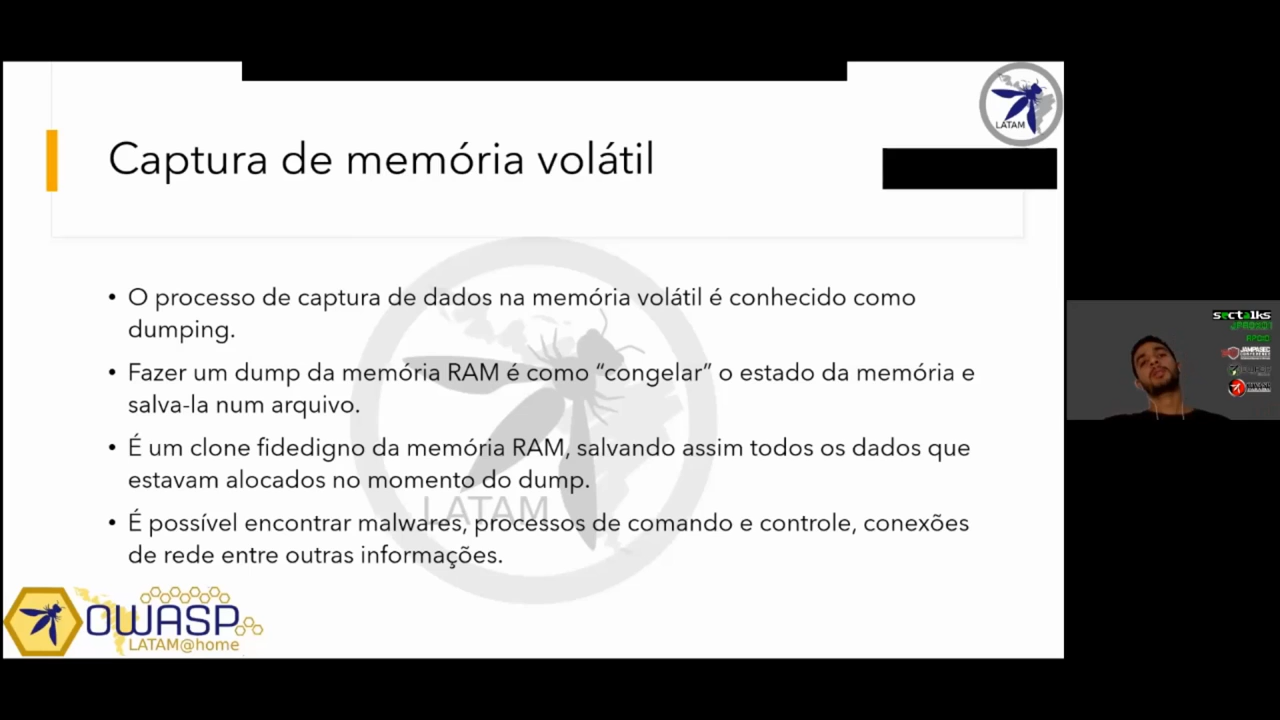 LATAM
Captura de memória volátil
• O processo de captura de dados na memória volátil é conhecido como
dumping.
• Fazer um dump da memória RAM é como “congelar” o estado da memória e
salva-la num arquivo.
• É um clone fidedigno da memória RAM, salvando assim todos os dados que
estavam alocados no momento do dump.
• É possível encontrar malwares, processos de comando e controle, conexões
de rede entre outras informações.
LATAM
OWASP
LATAM@home
sectalks
APOIO